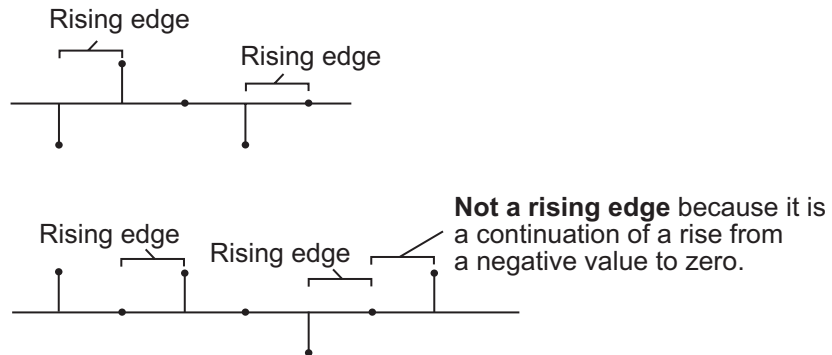 Rising edge
Rising edge
Not a rising edge because it is
a continuation of a rise from
a negative value to zero.
Rising edge
Rising edge